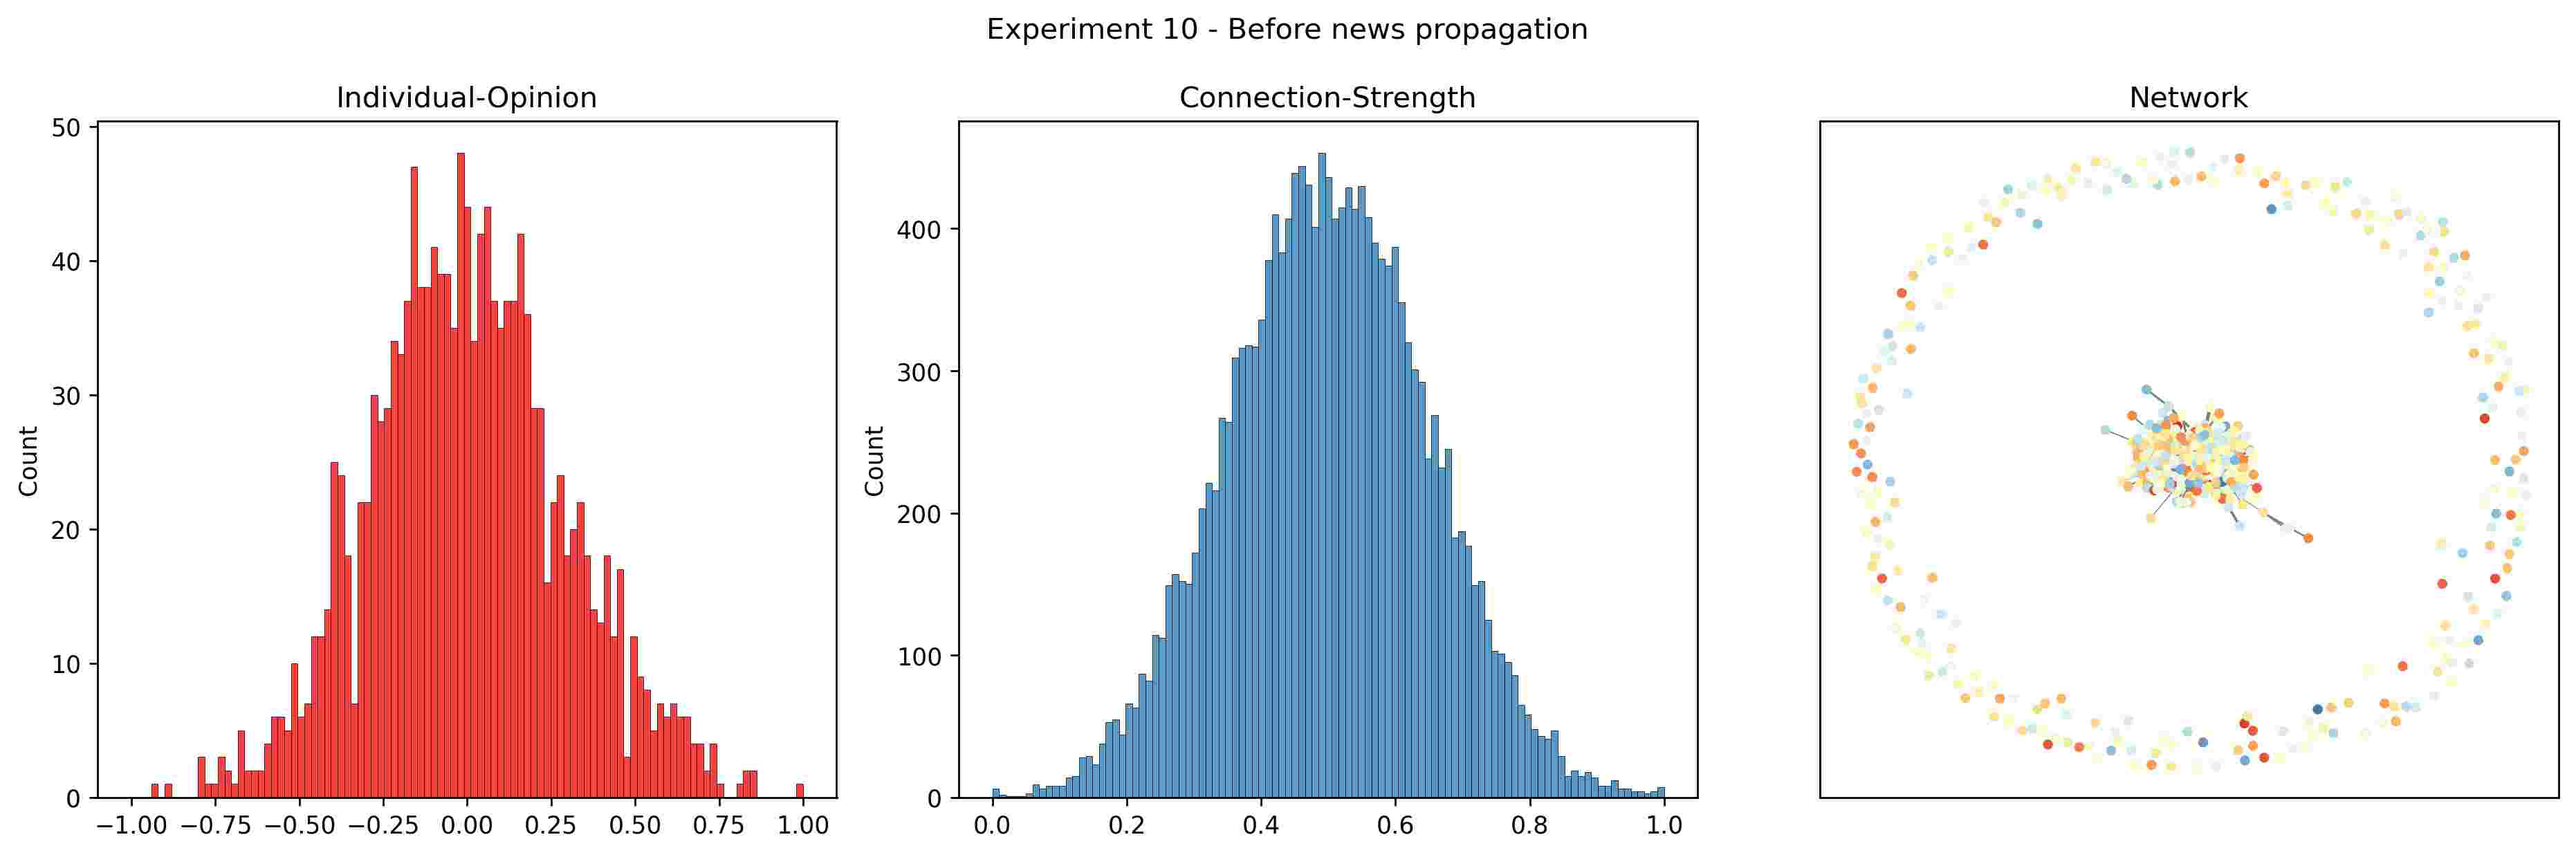 Experiment 10 - Before news propagation
Individual-Opinion
Count
50
40
30
20
10
0
−1.00 −0.75 −0.50 −0.25 0.00 0.25 0.50 0.75 1.00
Connection-Strength
Count
400
300
200
100
0
0.0 0.2 0.4 0.6 0.8 1.0
Network